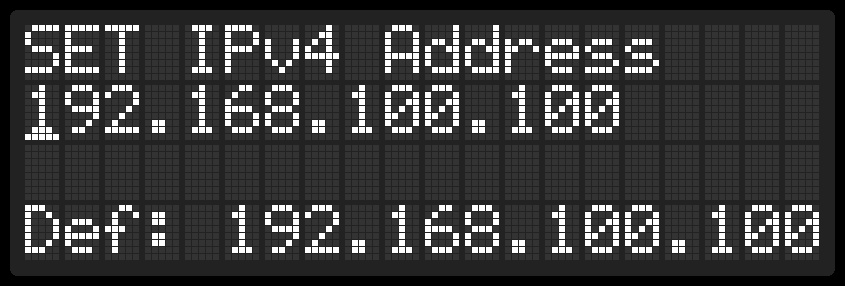 SET IPv4 Address
192.168.100.100
Def: 192.168.100.100